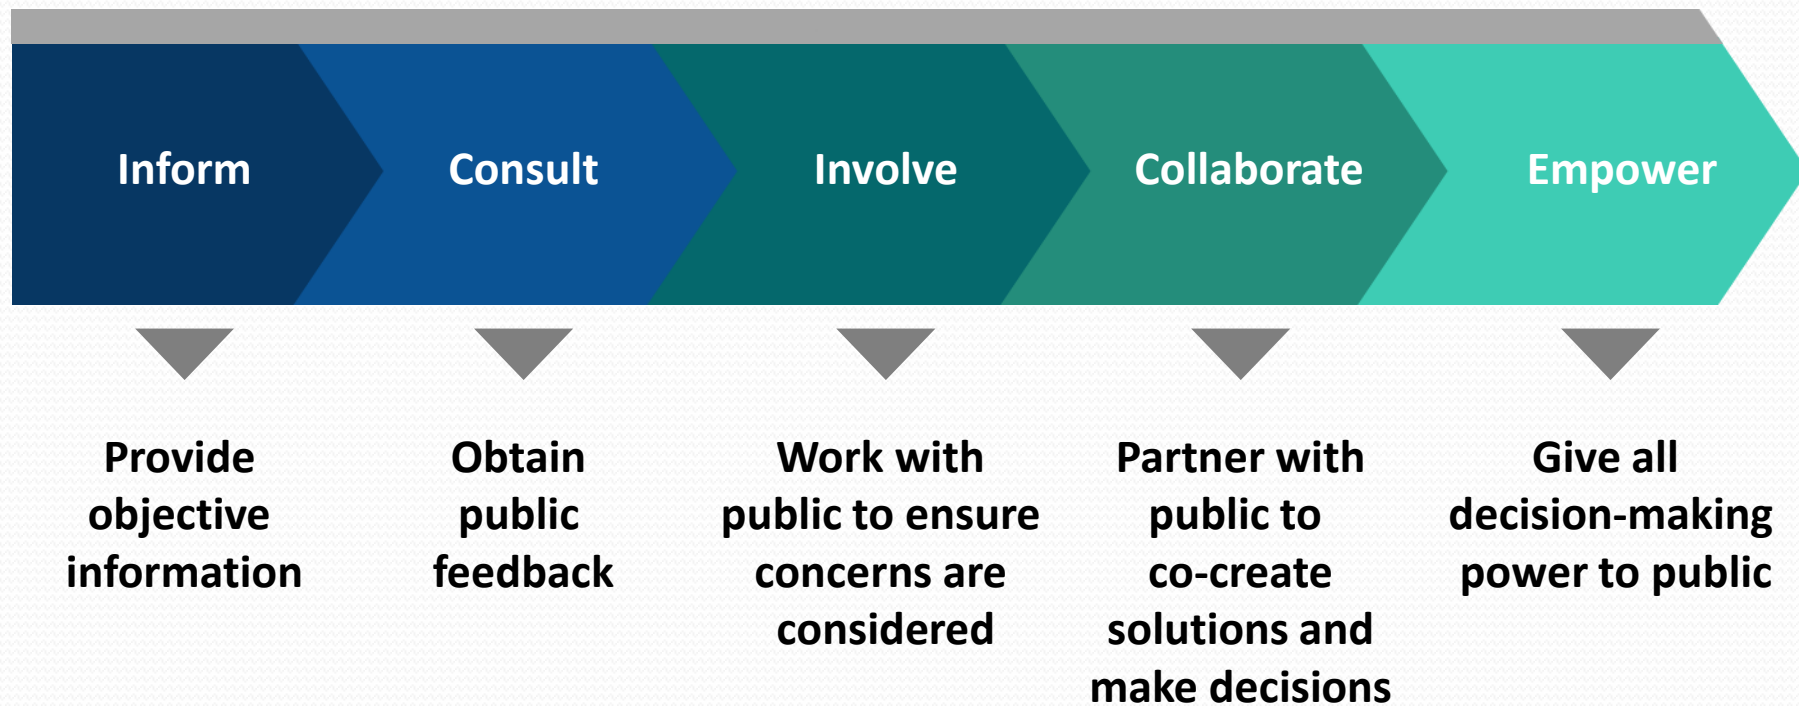 Inform
Consult
Involve
Collaborate
Empower
Provide
objective
information
Obtain
public
feedback
Work with
public to ensure
concerns are
considered
Partner with
public to
co-create
solutions and
make decisions
Give all
decision-making
power to public